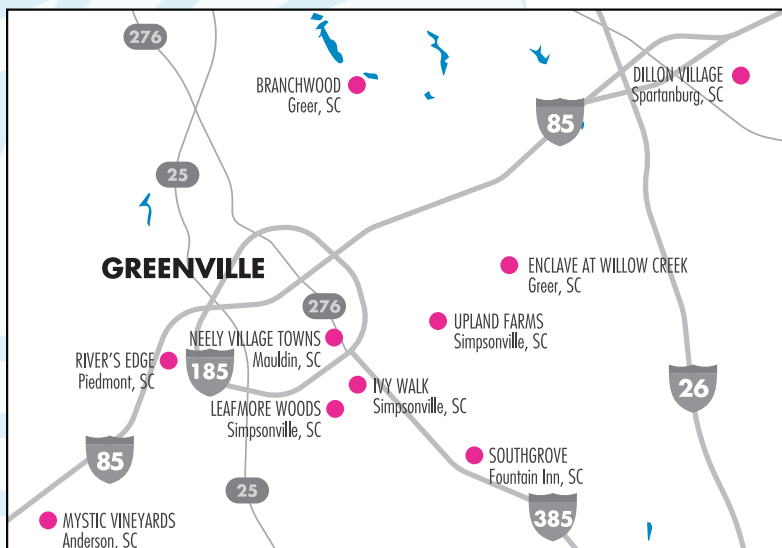 276
BRANCHWOOD
Greer, SC
DILLON VILLAGE
Spartanburg, SC
85
25
GREENVILLE
ENCLAVE AT WILLOW CREEK
Greer, SC
276
UPLAND FARMS
Simpsonville, SC
NEELY VILLAGE TOWNS
Mauldin, SC
RIVER'S EDGE
Piedmont, SC
185
26
IVY WALK
Simpsonville, SC
LEAFMORE WOODS
Simpsonville, SC
85
SOUTHGROVE
Fountain Inn, SC
25
385
MYSTIC VINEYARDS
Anderson, SC